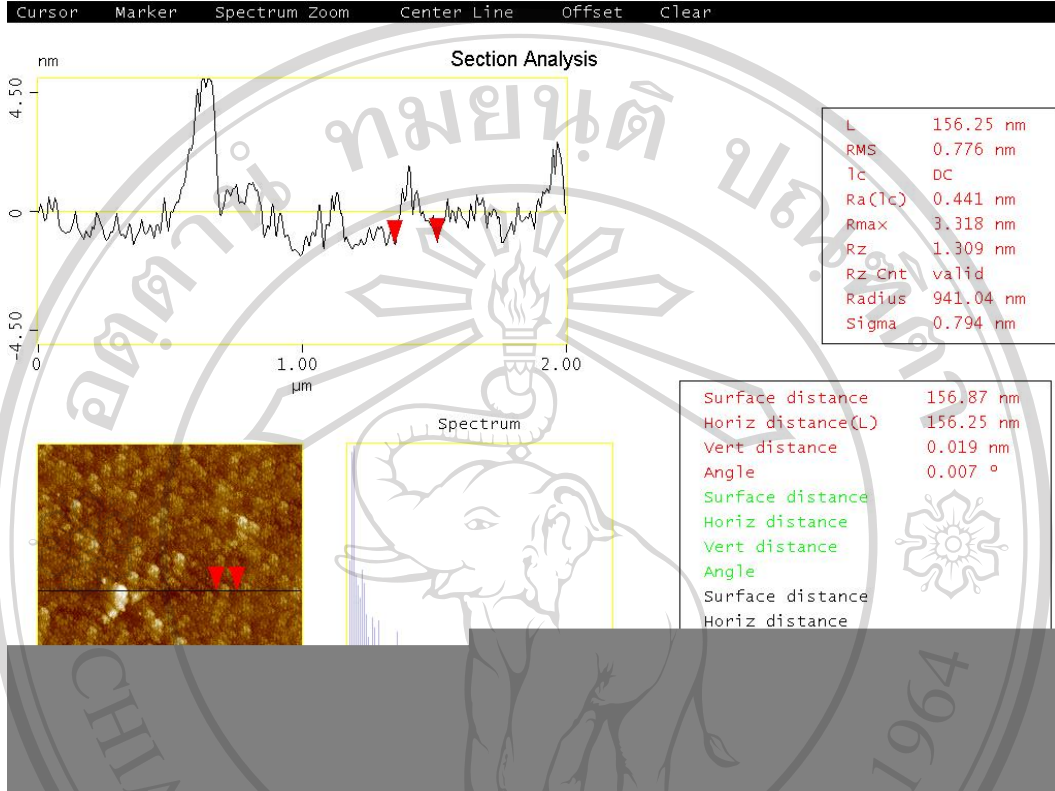 Cursor Marker Spectrum Zoom Center Line Offset Clear
Section Analysis
nm
4.50
0
-4.50
0 1.00 2.00
µm
L 156.25 nm
RMS 0.776 nm
lc DC
Ra(lc) 0.441 nm
Rmax 3.318 nm
Rz 1.309 nm
Rz Cnt valid
Radius 941.04 nm
Sigma 0.794 nm
Spectrum
Surface distance 156.87 nm
Horiz distance(L) 156.25 nm
Vert distance 0.019 nm
Angle 0.007 °
Surface distance
Horiz distance
Vert distance
Angle
Surface distance
Horiz distance
1964